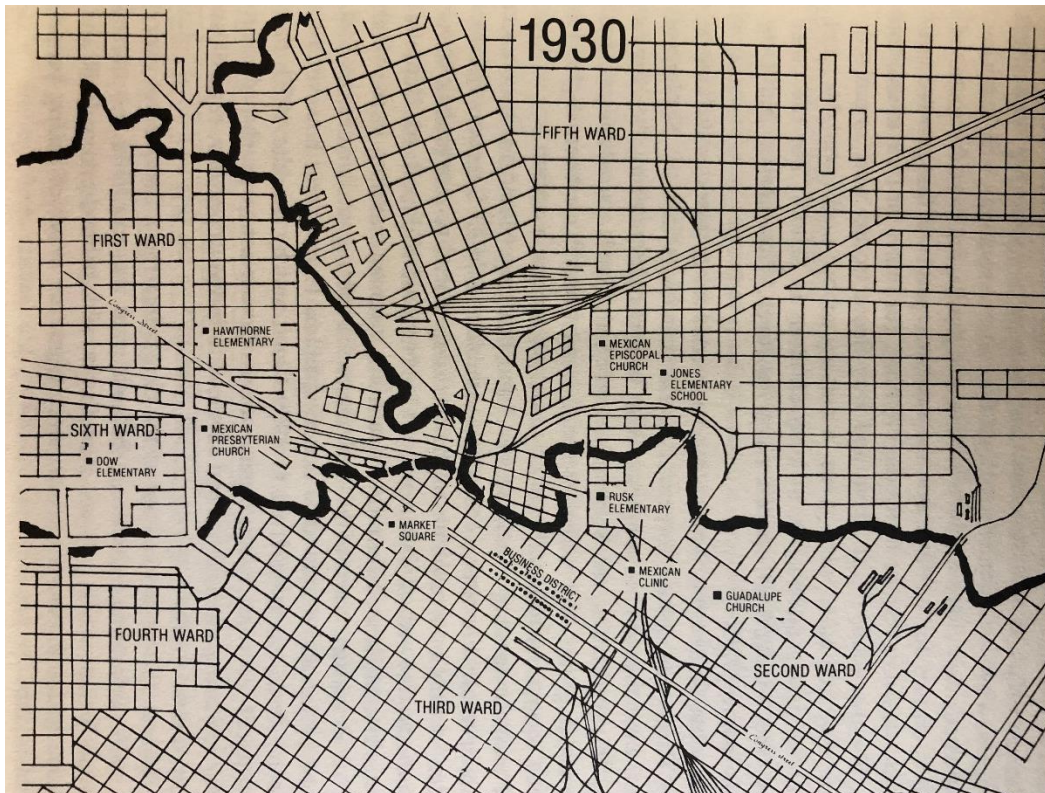 1930
FIFTH WARD
FIRST WARD
Congress Street
HAWTHORNE
ELEMENTARY
MEXICAN
EPISCOPAL
CHURCH
JONES
ELEMENTARY
SCHOOL
SIXTH WARD
MEXICAN
PRESBYTERIAN
CHURCH
DOW
ELEMENTARY
RUSK
ELEMENTARY
MARKET
SQUARE
BUSINESS DISTRICT
MEXICAN
CLINIC
GUADALUPE
CHURCH
FOURTH WARD
SECOND WARD
THIRD WARD
Congress Street